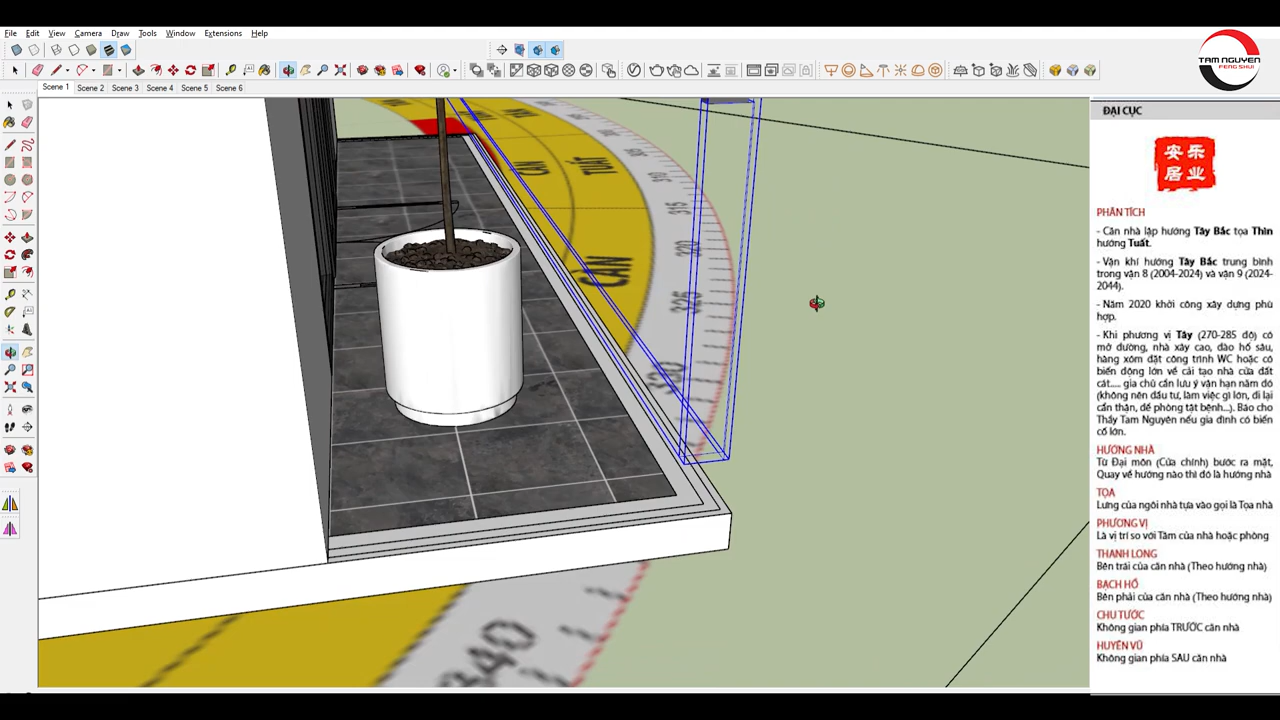 File Edit View Camera Draw Tools Window Extensions Help
TAM NGUYEN
FENG SHUI
Scene 1 Scene 2 Scene 3 Scene 4 Scene 5 Scene 6
ĐẠI CỤC
安 乐
居 业
PHÂN TÍCH
- Căn nhà lập hướng Tây Bắc tọa Thìn
hướng Tuất.
- Vận khí hướng Tây Bắc trung bình
trong vận 8 (2004-2024) và vận 9 (2024-
2044).
- Năm 2020 khởi công xây dựng phù
hợp.
- Khi phương vị Tây (270-285 độ) có
mở đường, nhà xây cao, đào hố sâu,
hàng xóm đặt công trình WC hoặc có
biến động lớn về cải tạo nhà cửa đất
cát.... gia chủ cần lưu ý vận hạn năm đó
(không nên đầu tư, làm việc gì lớn, đi lại
cẩn thận, đề phòng tật bệnh...). Báo cho
Thầy Tam Nguyên nếu gia đình có biến
cố lớn.
HƯỚNG NHÀ
Từ Đại môn (Cửa chính) bước ra mặt,
Quay về hướng nào thì đó là hướng nhà
TỌA
Lưng của ngôi nhà tựa vào gọi là Tọa nhà
PHƯƠNG VỊ
Là vị trí so với Tâm của nhà hoặc phòng
THANH LONG
Bên trái của căn nhà (Theo hướng nhà)
BẠCH HỔ
Bên phải của căn nhà (Theo hướng nhà)
CHU TƯỚC
Không gian phía TRƯỚC căn nhà
HUYỀN VŨ
Không gian phía SAU căn nhà
CÀN
TUẤT
CÀN
310
315
320
325
330
340